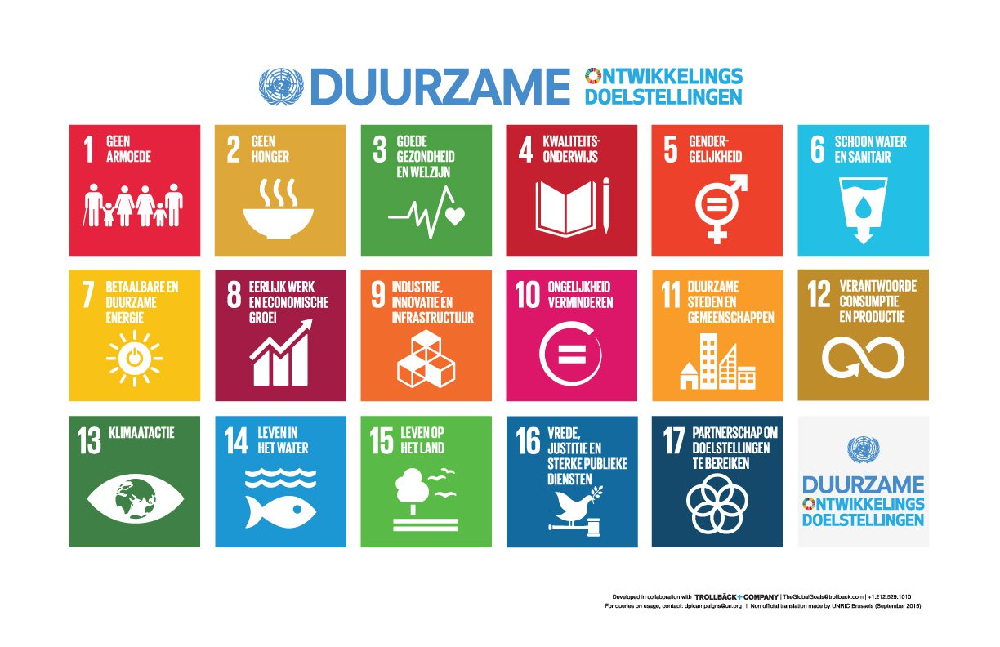 DUURZAME ONTWIKKELINGS
DOELSTELLINGEN
1 GEEN
ARMOEDE
2 GEEN
HONGER
3 GOEDE
GEZONDHEID
EN WELZIJN
4 KWALITEITS-
ONDERWIJS
5 GENDER-
GELIJKHEID
6 SCHOON WATER
EN SANITAIR
7 BETAALBARE EN
DUURZAME
ENERGIE
8 EERLIJK WERK
EN ECONOMISCHE
GROEI
9 INDUSTRIE,
INNOVATIE EN
INFRASTRUCTUUR
10 ONGELIJKHEID
VERMINDEREN
11 DUURZAME
STEDEN EN
GEMEENSCHAPPEN
12 VERANTWOORDE
CONSUMPTIE
EN PRODUCTIE
13 KLIMAATACTIE
14 LEVEN IN
HET WATER
15 LEVEN OP
HET LAND
16 VREDE,
JUSTITIE EN
STERKE PUBLIEKE
DIENSTEN
17 PARTNERSCHAP OM
DOELSTELLINGEN
TE BEREIKEN
DUURZAME
ONTWIKKELINGS
DOELSTELLINGEN
Developed in collaboration with TROLLBÄCK+COMPANY | TheGlobalGoals@trollback.com | +1.212.529.1010
For queries on usage, contact: dpicampaigns@un.org | Non official translation made by UNRIC Brussels (September 2015)